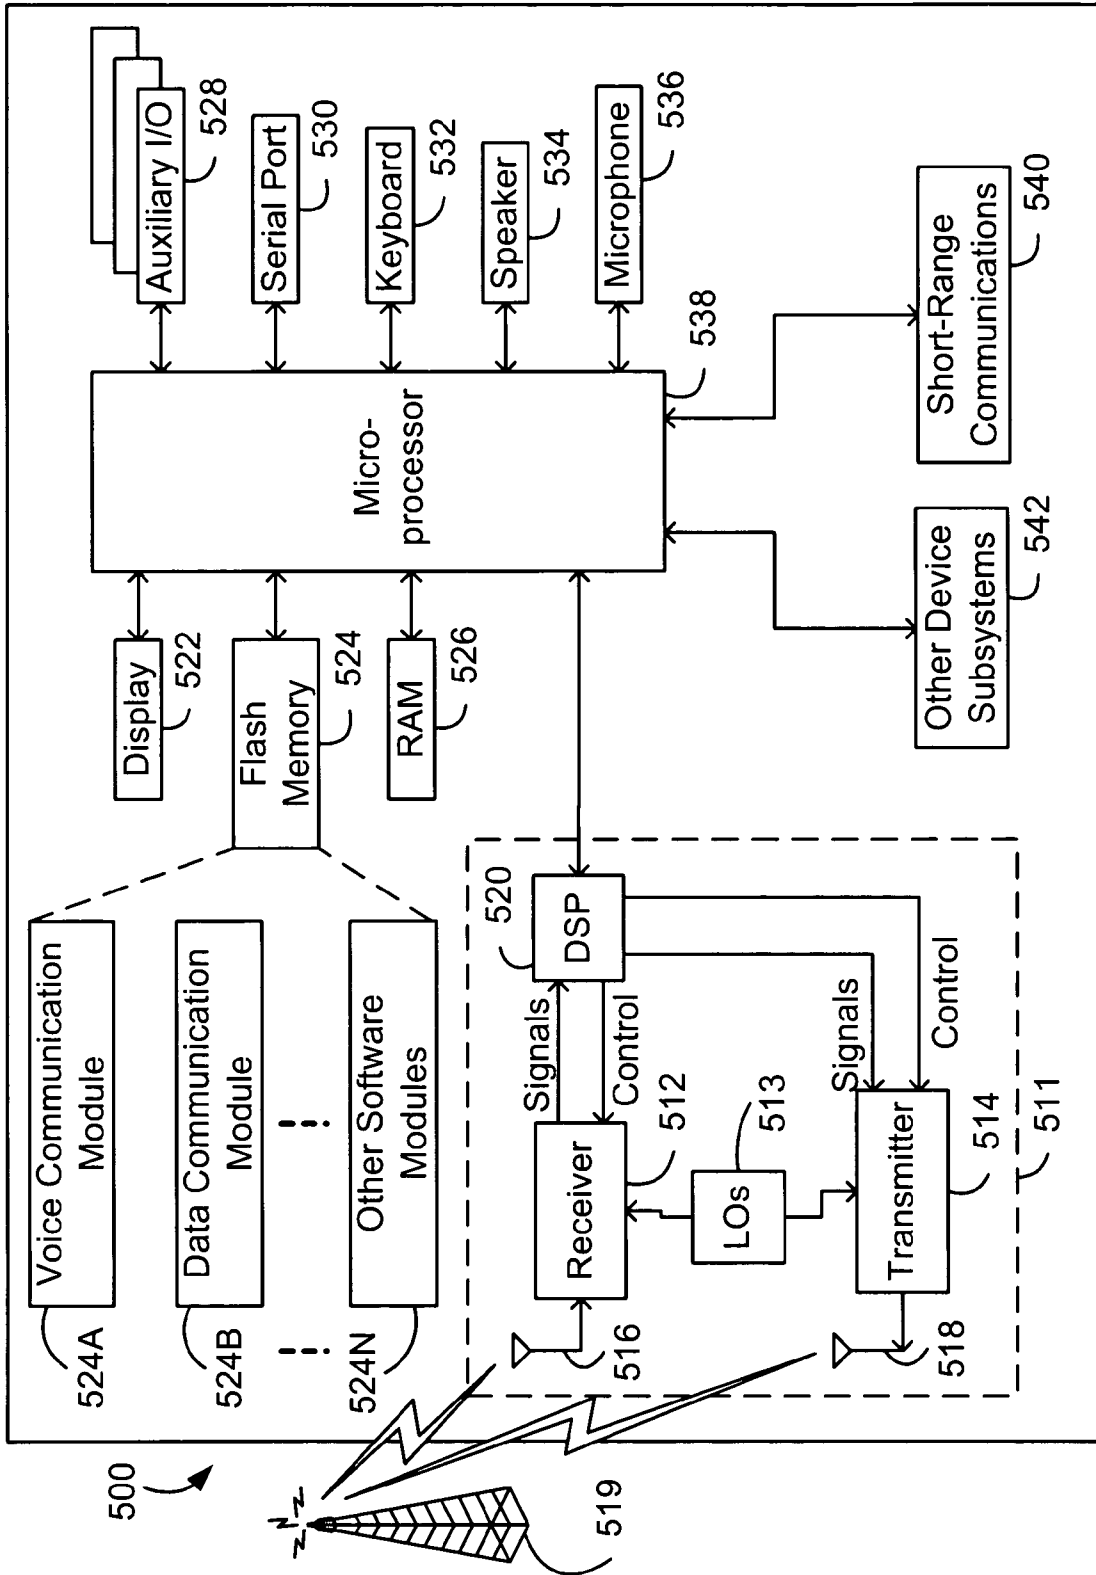 500
519
524A
Voice Communication
Module
524B
Data Communication
Module
524N
Other Software
Modules
Display
522
Flash
Memory
524
RAM
526
Micro-
processor
538
Auxiliary I/O
528
Serial Port
530
Keyboard
532
Speaker
534
Microphone
536
Short-Range
Communications
540
Other Device
Subsystems
542
DSP
520
Signals
Control
Receiver
512
516
LOs
513
Signals
Control
Transmitter
514
518
511